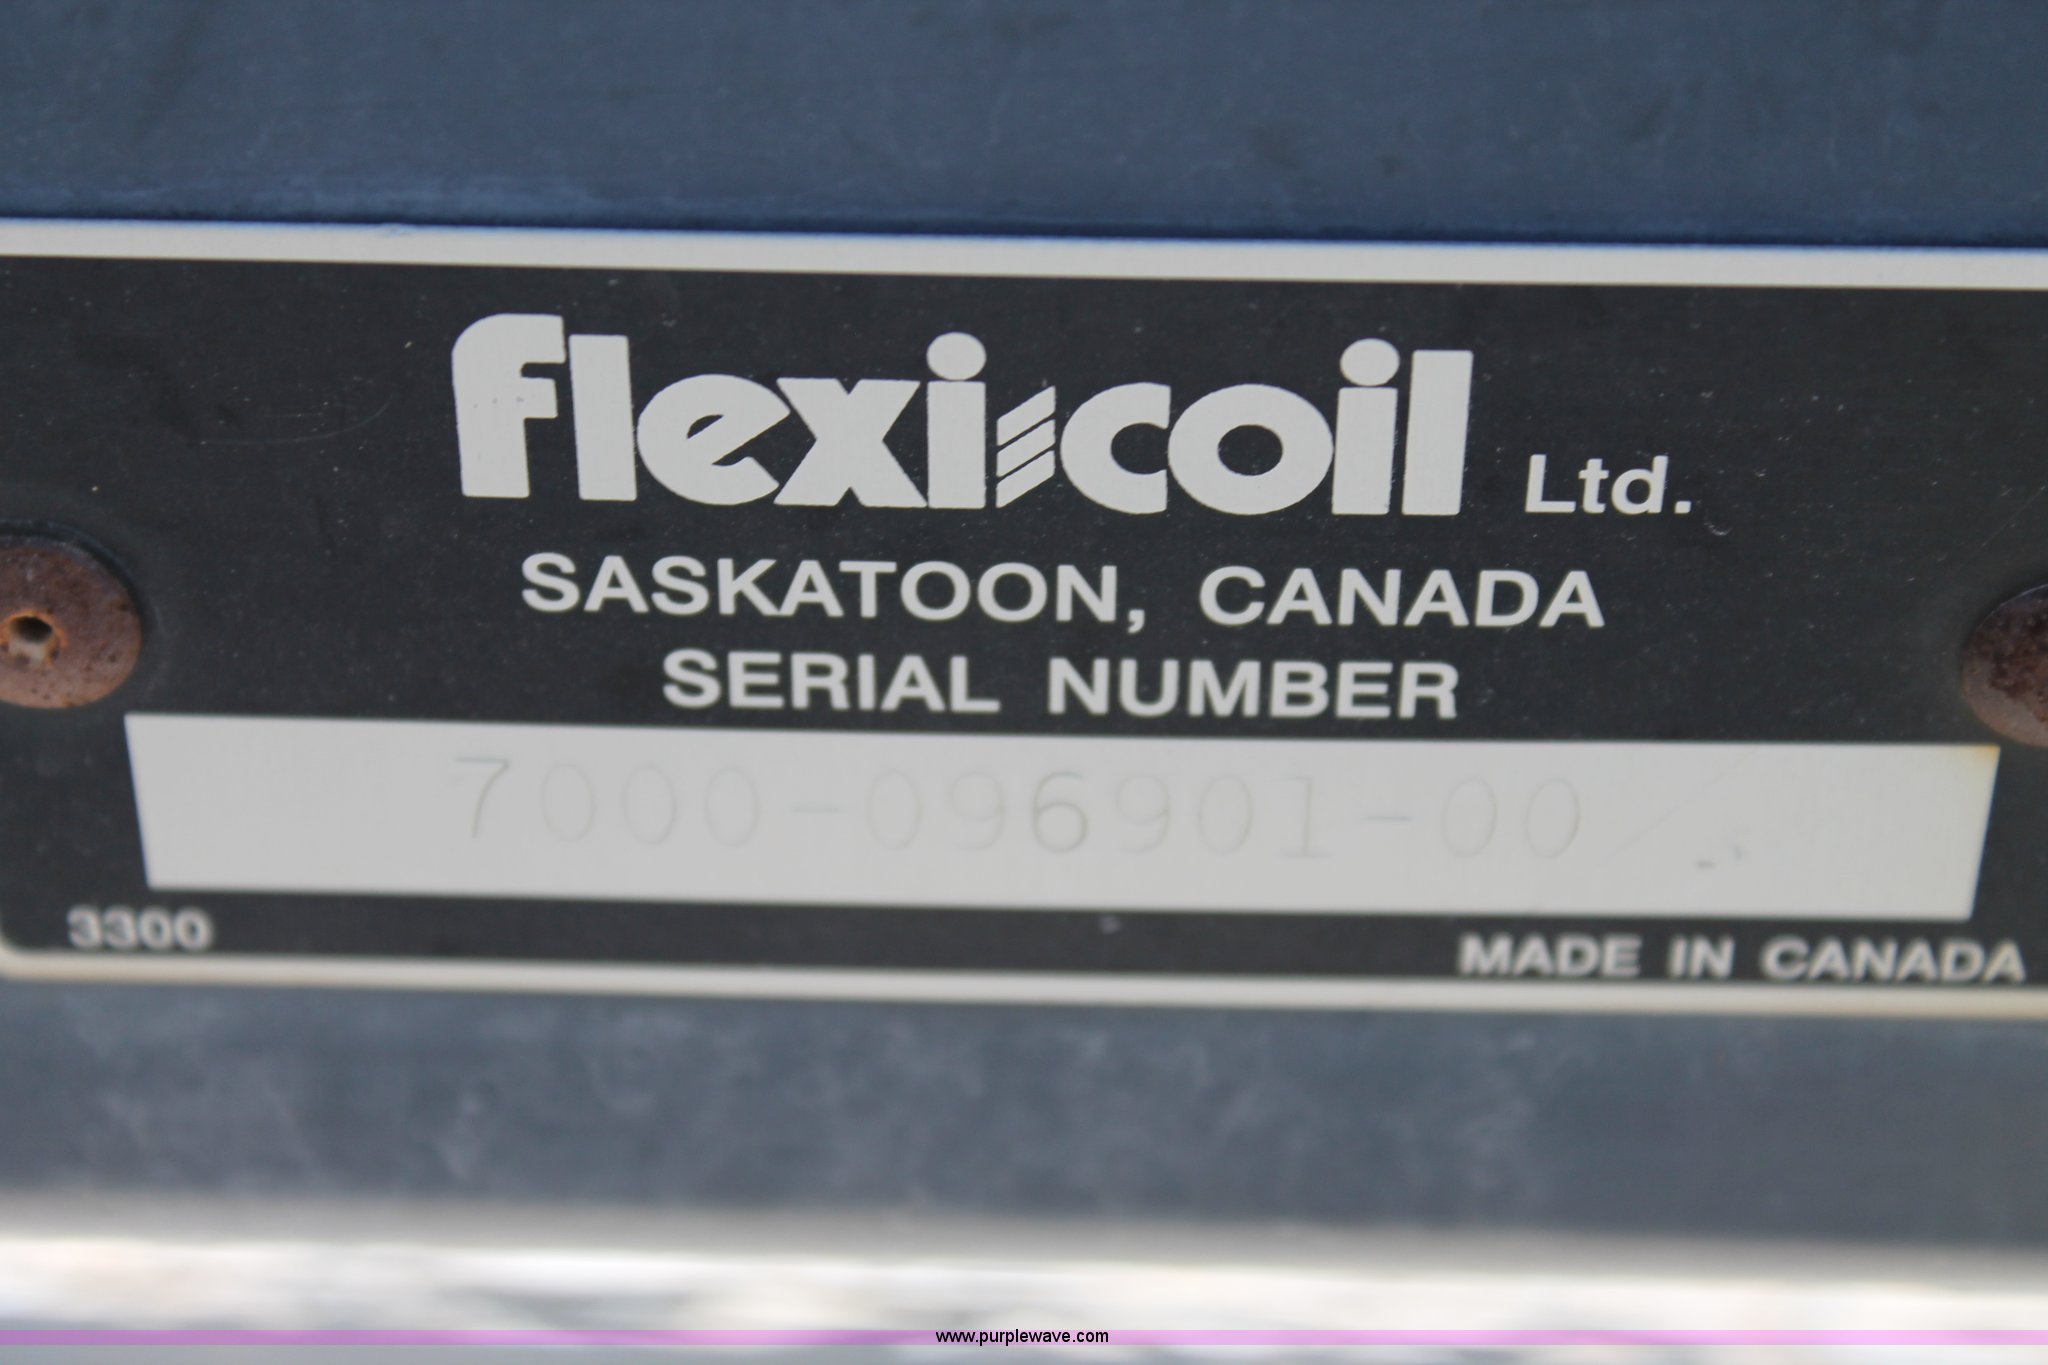 flexi-coil Ltd.
SASKATOON, CANADA
SERIAL NUMBER
7000-096901-00
3300
MADE IN CANADA
www.purplewave.com